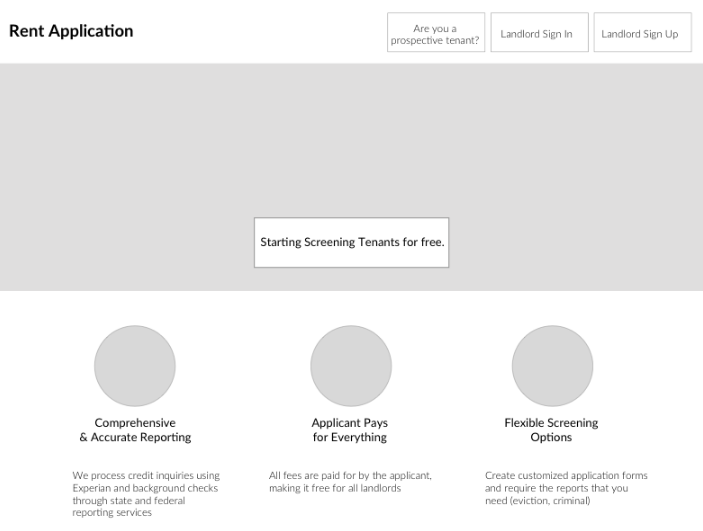 Rent Application
Are you a
prospective tenant?
Landlord Sign In
Landlord Sign Up
Starting Screening Tenants for free.
Comprehensive
& Accurate Reporting
Applicant Pays
for Everything
Flexible Screening
Options
We process credit inquiries using
Experian and background checks
through state and federal
reporting services
All fees are paid for by the applicant,
making it free for all landlords
Create customized application forms
and require the reports that you
need (eviction, criminal)